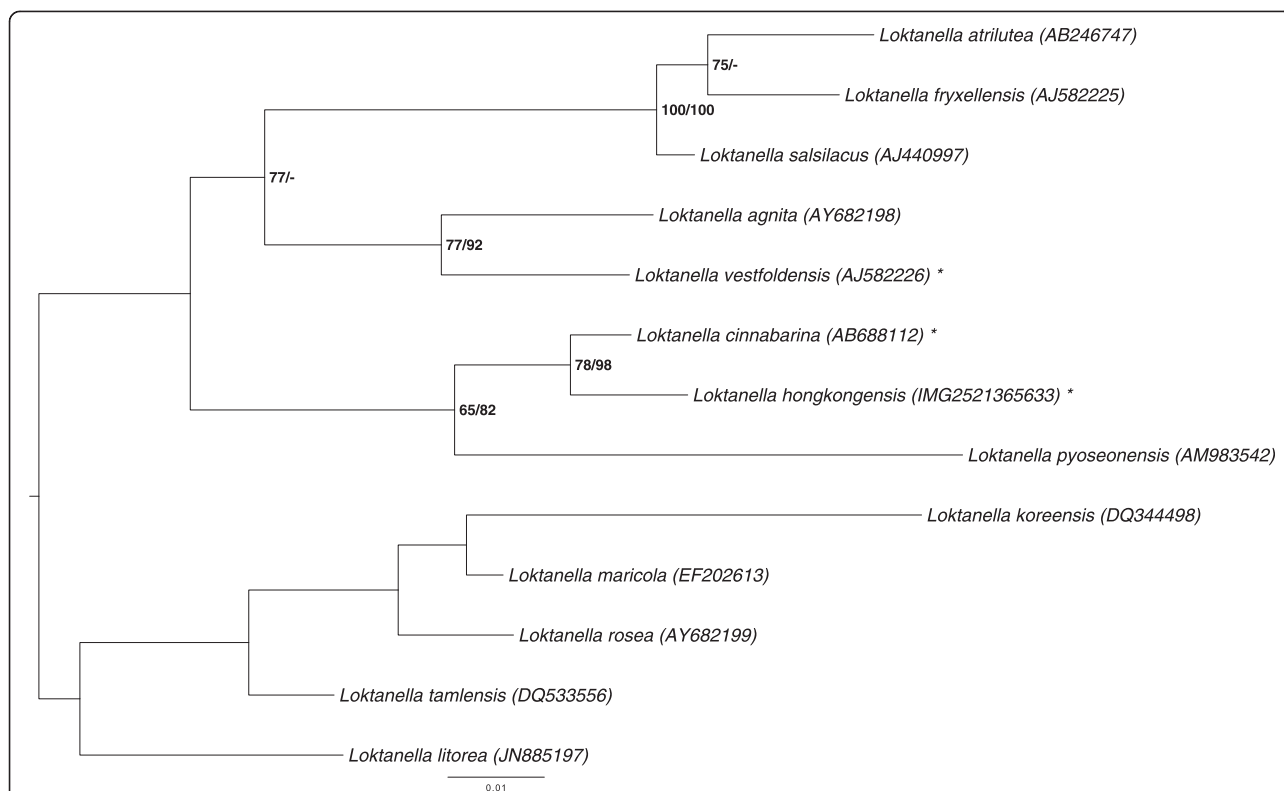 Loktanella atrilutea (AB246747)
75/-
Loktanella fryxellensis (AJ582225)
100/100
Loktanella salsilacus (AJ440997)
77/-
Loktanella agnita (AY682198)
77/92
Loktanella vestfoldensis (AJ582226) *
Loktanella cinnabarina (AB688112) *
78/98
Loktanella hongkongensis (IMG2521365633) *
65/82
Loktanella pyoseonensis (AM983542)
Loktanella koreensis (DQ344498)
Loktanella maricola (EF202613)
Loktanella rosea (AY682199)
Loktanella tamlensis (DQ533556)
Loktanella litorea (JN885197)
0.01